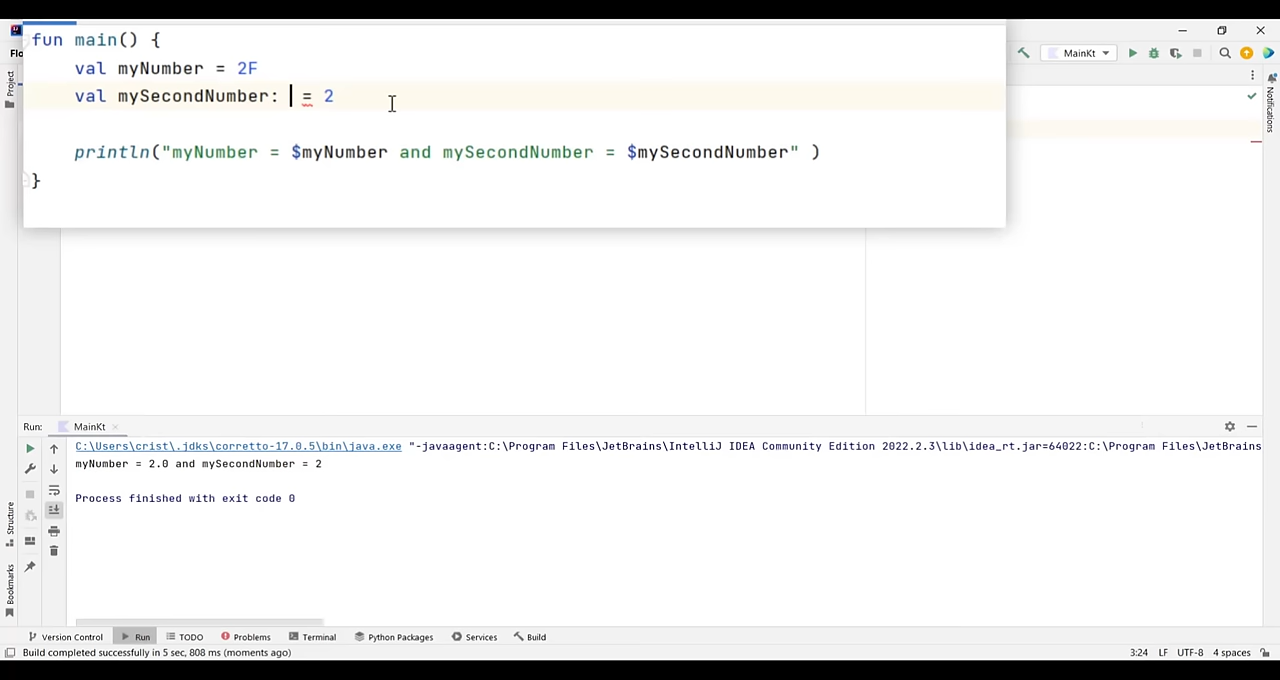 fun main() {
val myNumber = 2F
Flo
MainKt
val mySecondNumber: = 2
println("myNumber = $myNumber and mySecondNumber = $mySecondNumber" )
}
Project
Notifications
Run: MainKt
C:\Users\crist\.jdks\corretto-17.0.5\bin\java.exe "-javaagent:C:\Program Files\JetBrains\IntelliJ IDEA Community Edition 2022.2.3\lib\idea_rt.jar=64022:C:\Program Files\JetBrains
myNumber = 2.0 and mySecondNumber = 2
Process finished with exit code 0
Structure
Bookmarks
Version Control Run TODO Problems Terminal Python Packages Services Build
Build completed successfully in 5 sec, 808 ms (moments ago) 3:24 LF UTF-8 4 spaces